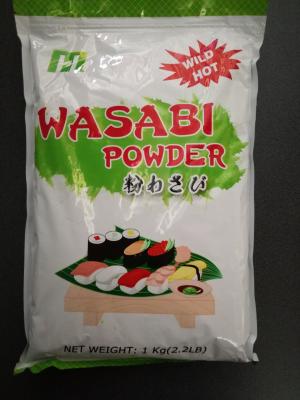 WILD
HOT
WASABI
POWDER
粉わさび
NET WEIGHT: 1 Kg(2.2LB)